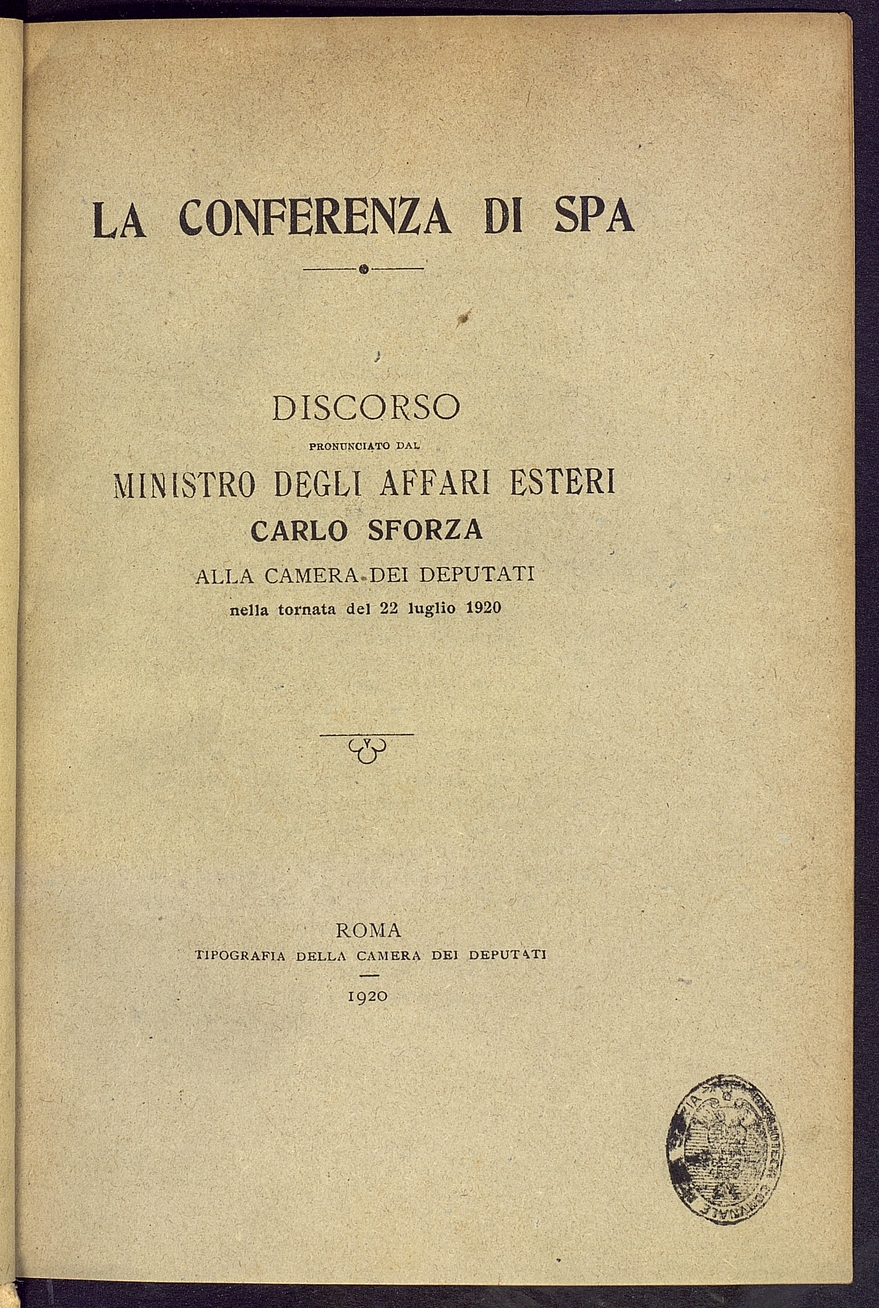 LA CONFERENZA DI SPA
DISCORSO
PRONUNCIATO DAL
MINISTRO DEGLI AFFARI ESTERI
CARLO SFORZA
ALLA CAMERA DEI DEPUTATI
nella tornata del 22 luglio 1920
ROMA
TIPOGRAFIA DELLA CAMERA DEI DEPUTATI
1920
COMVNALE